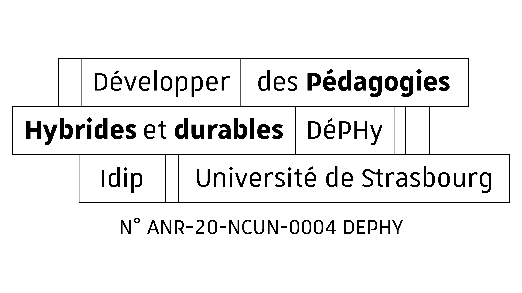 Développer des Pédagogies
Hybrides et durables DéPHy
Idip Université de Strasbourg
N° ANR-20-NCUN-0004 DEPHY